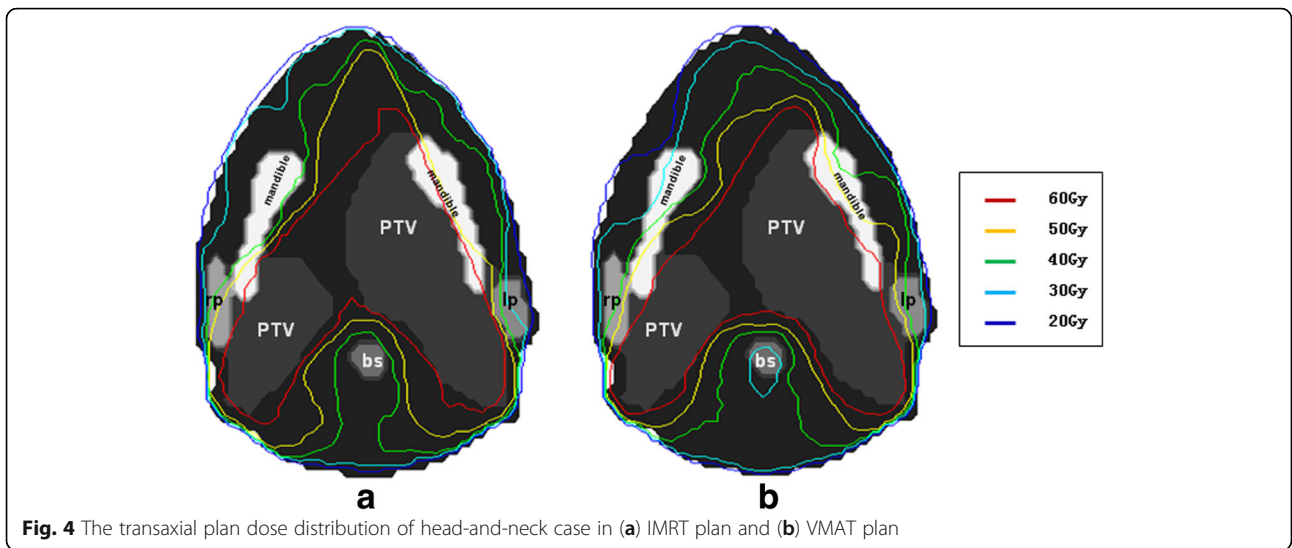 mandible
mandible
PTV
rp
lp
PTV
bs
a
mandible
mandible
PTV
rp
lp
PTV
bs
b
60Gy
50Gy
40Gy
30Gy
20Gy
Fig. 4 The transaxial plan dose distribution of head-and-neck case in (a) IMRT plan and (b) VMAT plan